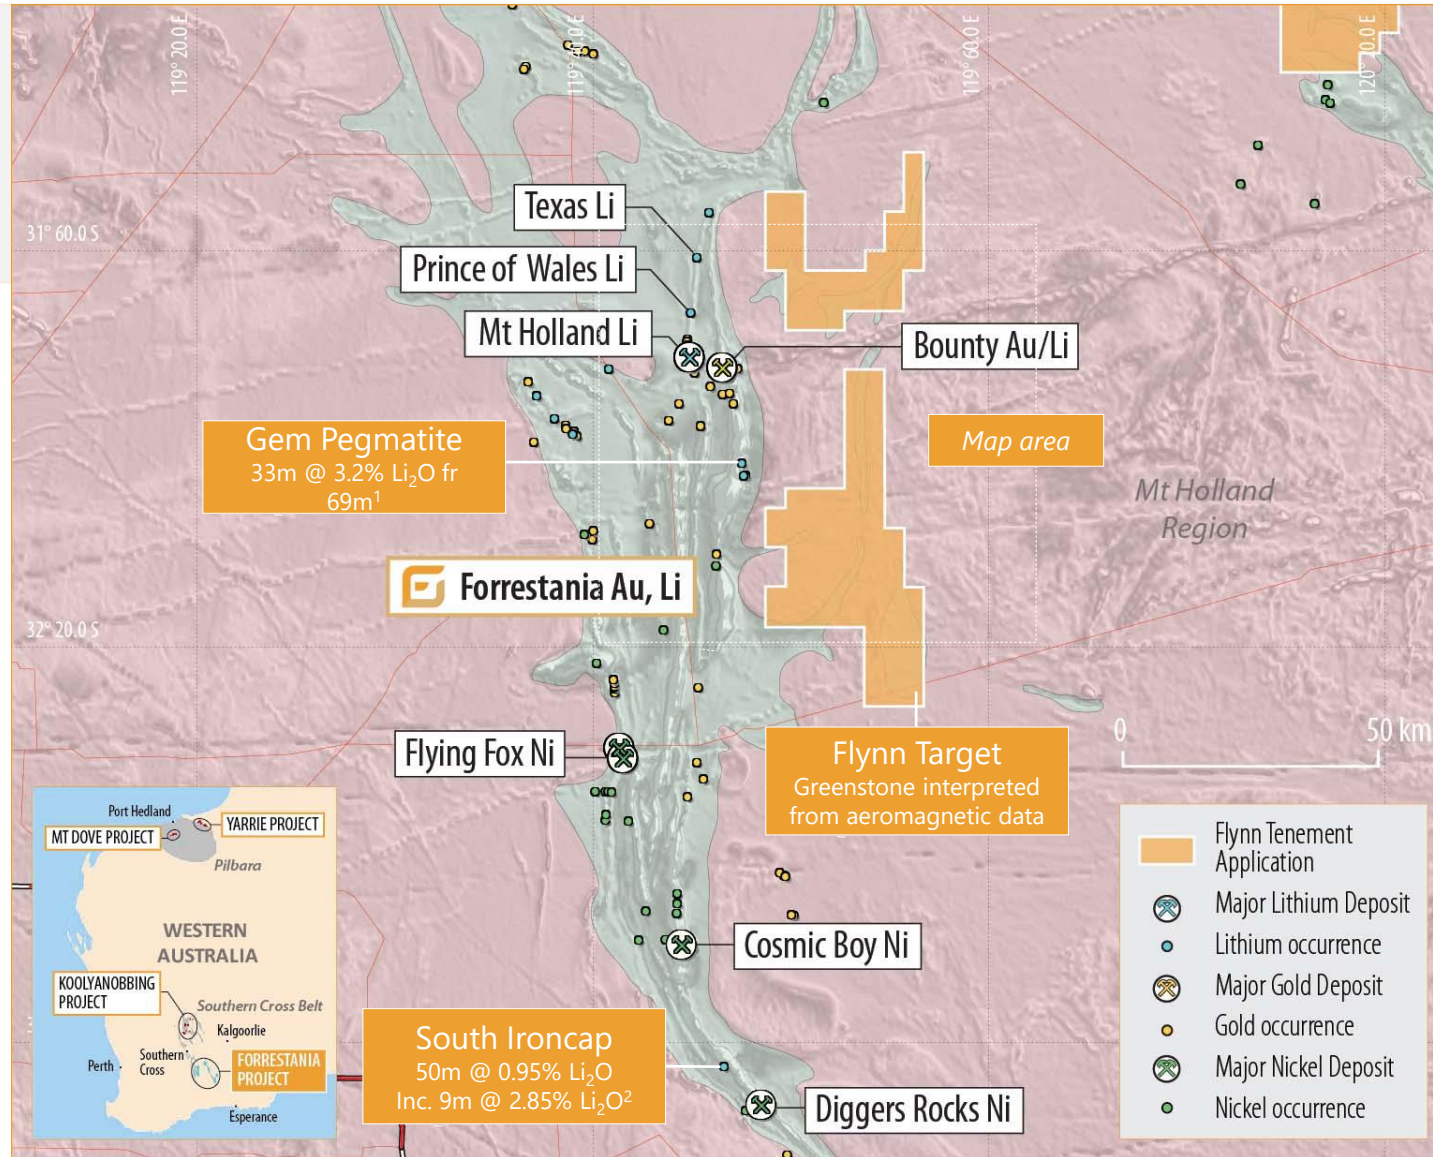 119° 20.0 E
119° 40.0 E
119° 60.0 E
120° 20.0 E
31° 60.0 S
32° 20.0 S
Texas Li
Prince of Wales Li
Mt Holland Li
Bounty Au/Li
Gem Pegmatite
33m @ 3.2% Li₂O fr
69m¹
Map area
Mt Holland
Region
Forrestania Au, Li
Flying Fox Ni
Flynn Target
Greenstone interpreted
from aeromagnetic data
0
50 km
Cosmic Boy Ni
South Ironcap
50m @ 0.95% Li₂O
Inc. 9m @ 2.85% Li₂O²
Diggers Rocks Ni
Port Hedland
MT DOVE PROJECT
YARRIE PROJECT
Pilbara
WESTERN
AUSTRALIA
KOOLYANOBBING
PROJECT
Southern Cross Belt
Kalgoorlie
Southern
Cross
Perth
FORRESTANIA
PROJECT
Esperance
Flynn Tenement
Application
Major Lithium Deposit
Lithium occurrence
Major Gold Deposit
Gold occurrence
Major Nickel Deposit
Nickel occurrence